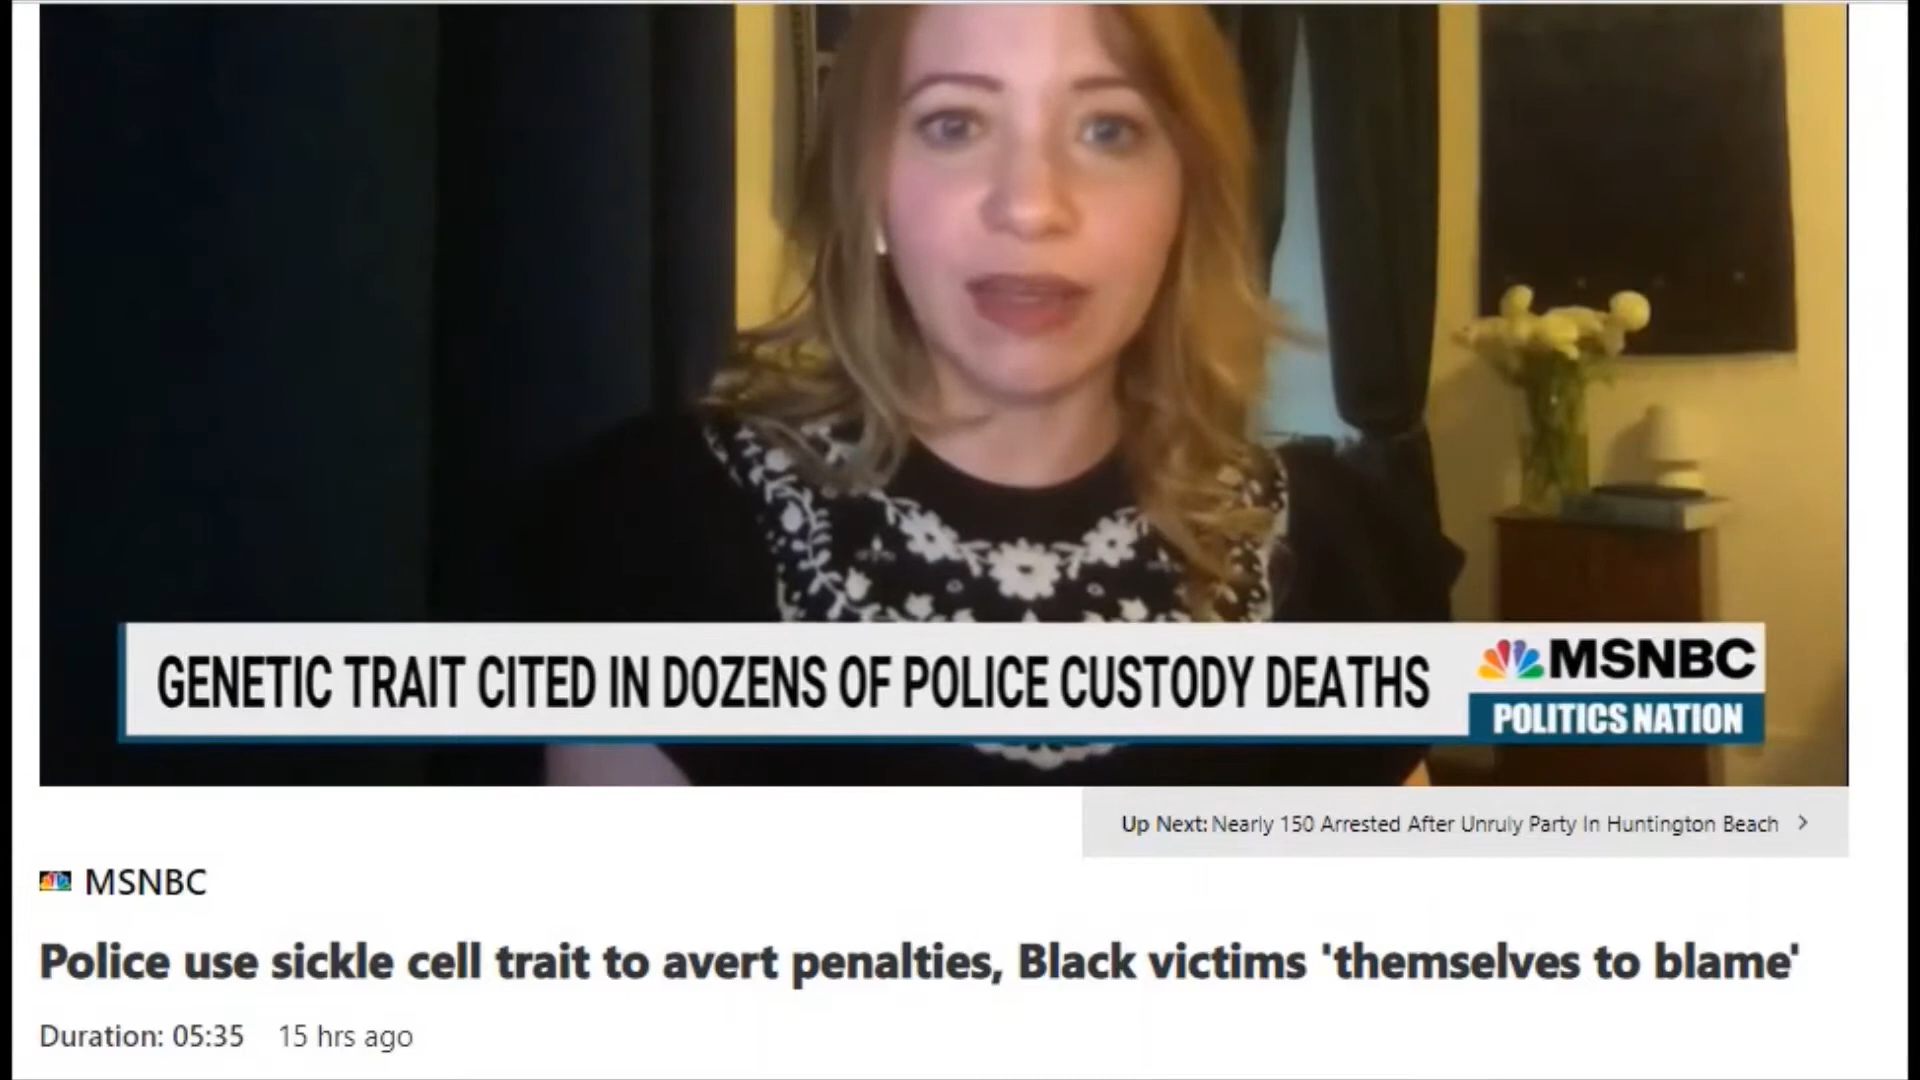 GENETIC TRAIT CITED IN DOZENS OF POLICE CUSTODY DEATHS
MSNBC
POLITICS NATION
Up Next: Nearly 150 Arrested After Unruly Party In Huntington Beach >
MSNBC
Police use sickle cell trait to avert penalties, Black victims 'themselves to blame'
Duration: 05:35 15 hrs ago